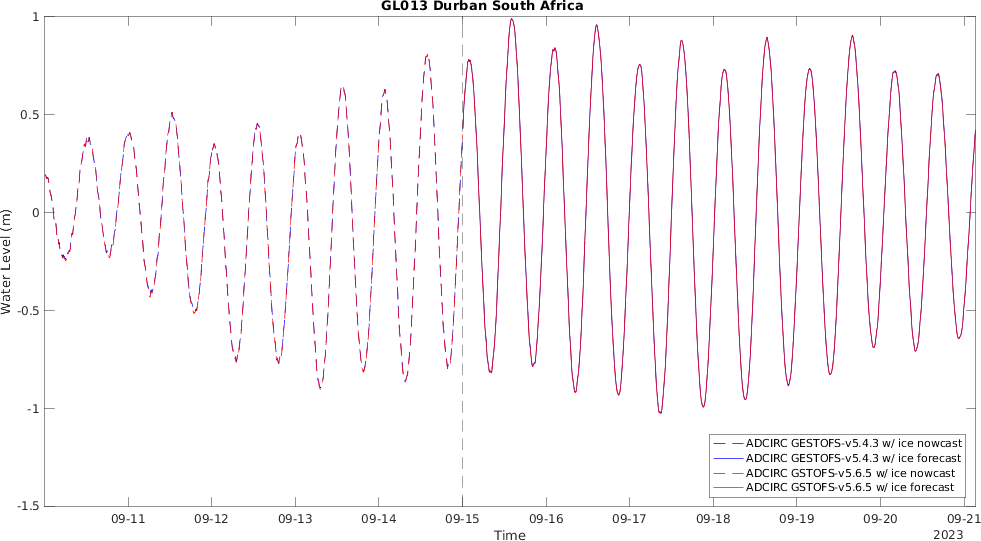 GL013 Durban South Africa
Water Level (m)
1
0.5
0
-0.5
-1
-1.5
ADCIRC GESTOFS-v5.4.3 w/ ice nowcast
ADCIRC GESTOFS-v5.4.3 w/ ice forecast
ADCIRC GSTOFS-v5.6.5 w/ ice nowcast
ADCIRC GSTOFS-v5.6.5 w/ ice forecast
09-11 09-12 09-13 09-14 09-15 09-16 09-17 09-18 09-19 09-20 09-21
Time
2023